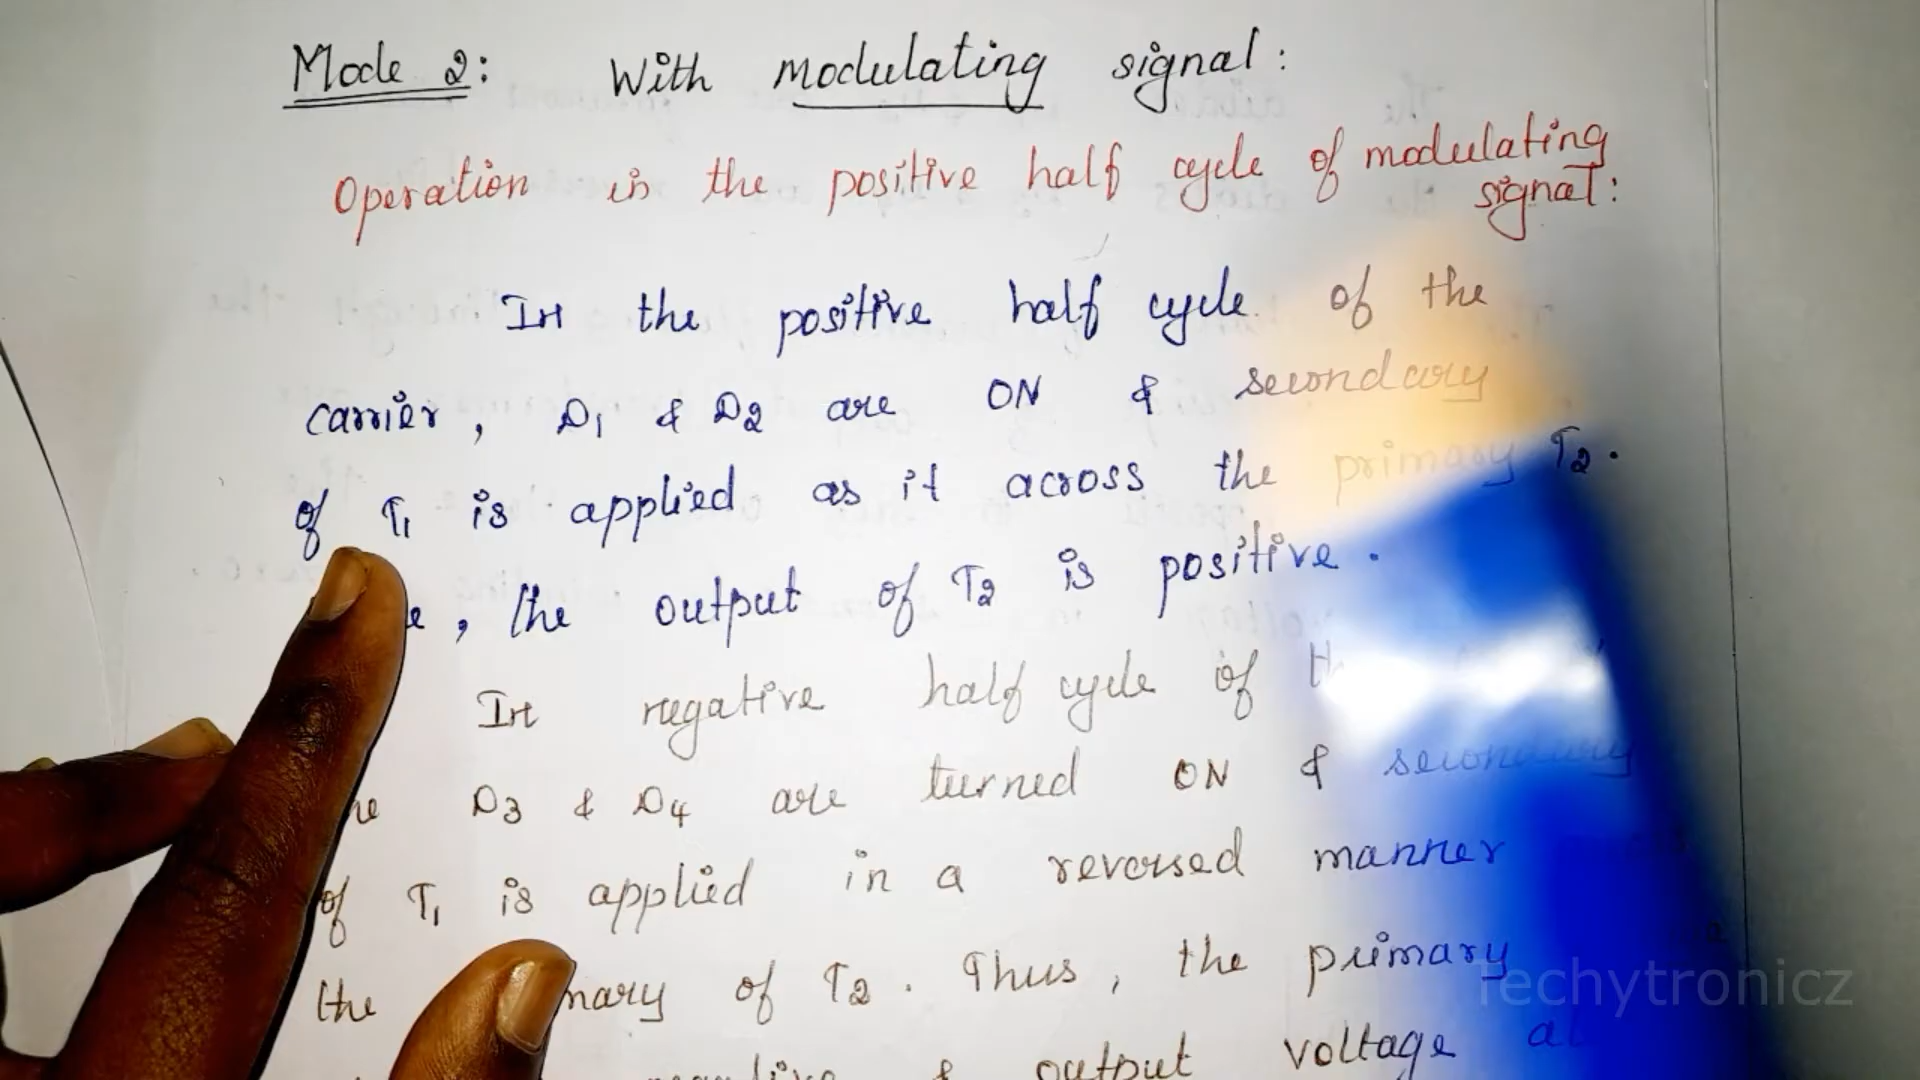 Mode 2: With modulating signal:
Operation is the positive half cycle of modulating
signal:
In the positive half cycle of the
carrier, D1 & D2 are ON & secondary
of T1 is applied as it across the primary T2.
, the output of T2 is positive.
In negative half cycle of
D3 & D4 are turned ON & secondary
of T1 is applied in a reversed manner
the of T2. Thus, the primary
output voltage
Techytronicz